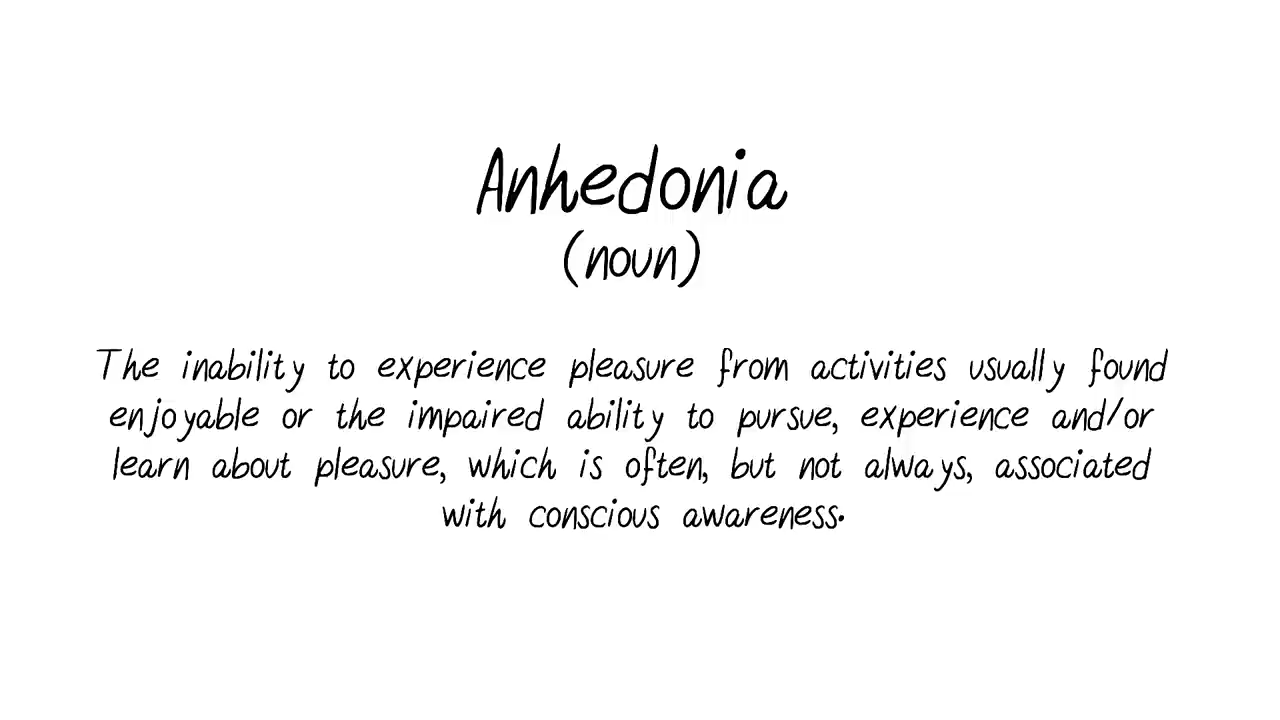 Anhedonia
(noun)
The inability to experience pleasure from activities usually found
enjoyable or the impaired ability to pursue, experience and/or
learn about pleasure, which is often, but not always, associated
with conscious awareness.